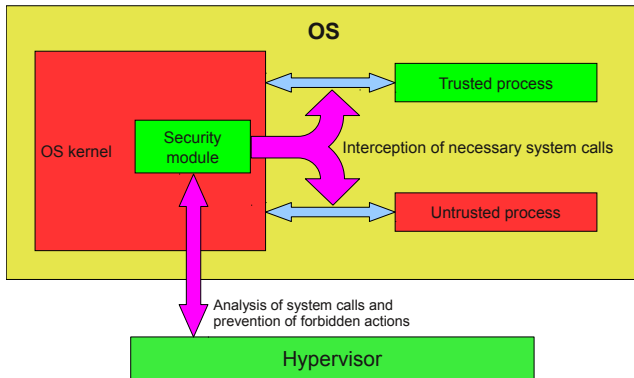 OS
Trusted process
Security
module
OS kernel
Interception of necessary system calls
Untrusted process
Analysis of system calls and
prevention of forbidden actions
Hypervisor